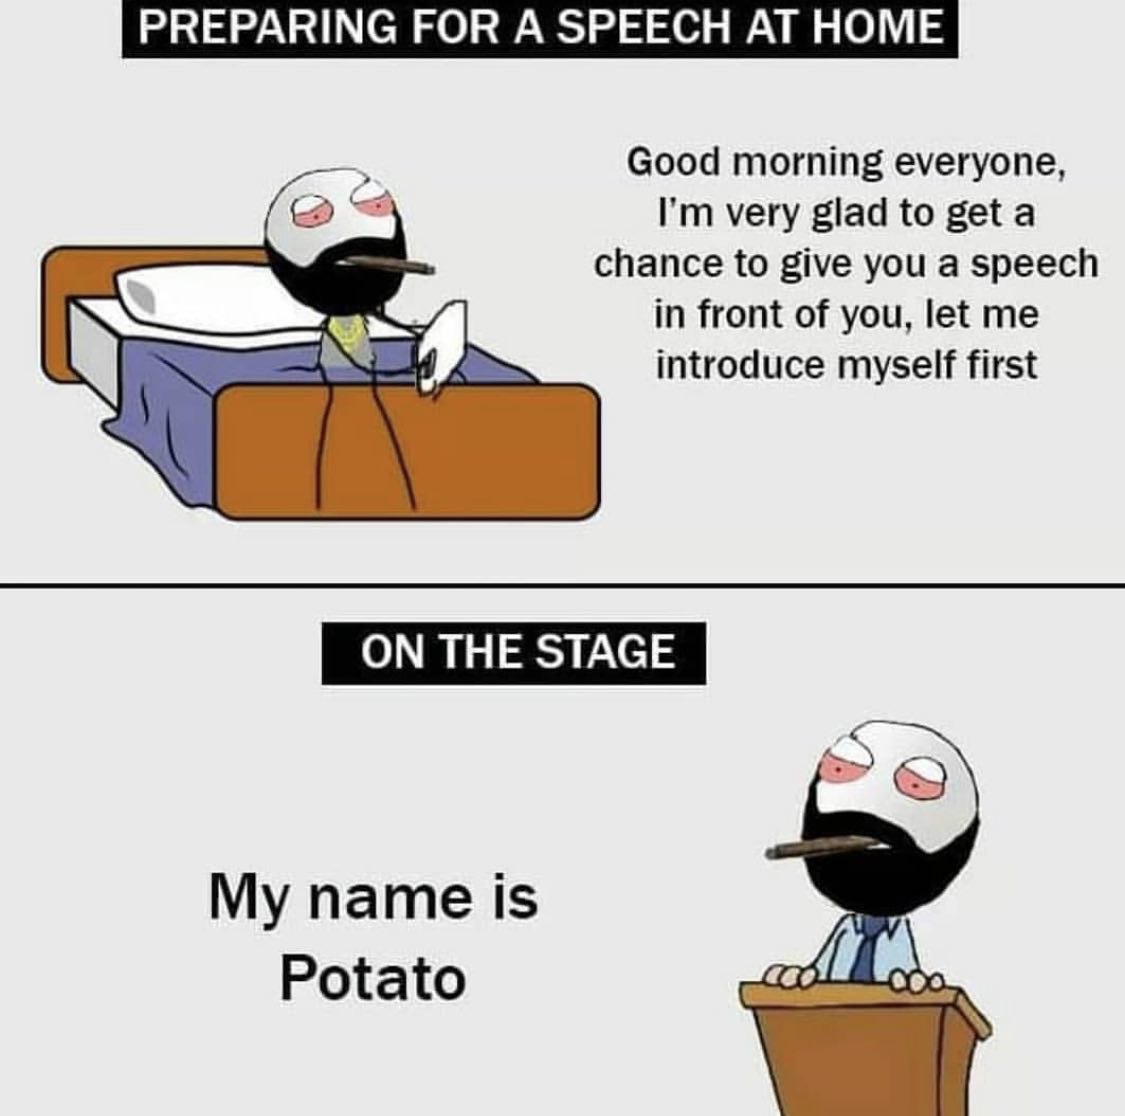 PREPARING FOR A SPEECH AT HOME
Good morning everyone,
I'm very glad to get a
chance to give you a speech
in front of you, let me
introduce myself first
ON THE STAGE
My name is
Potato